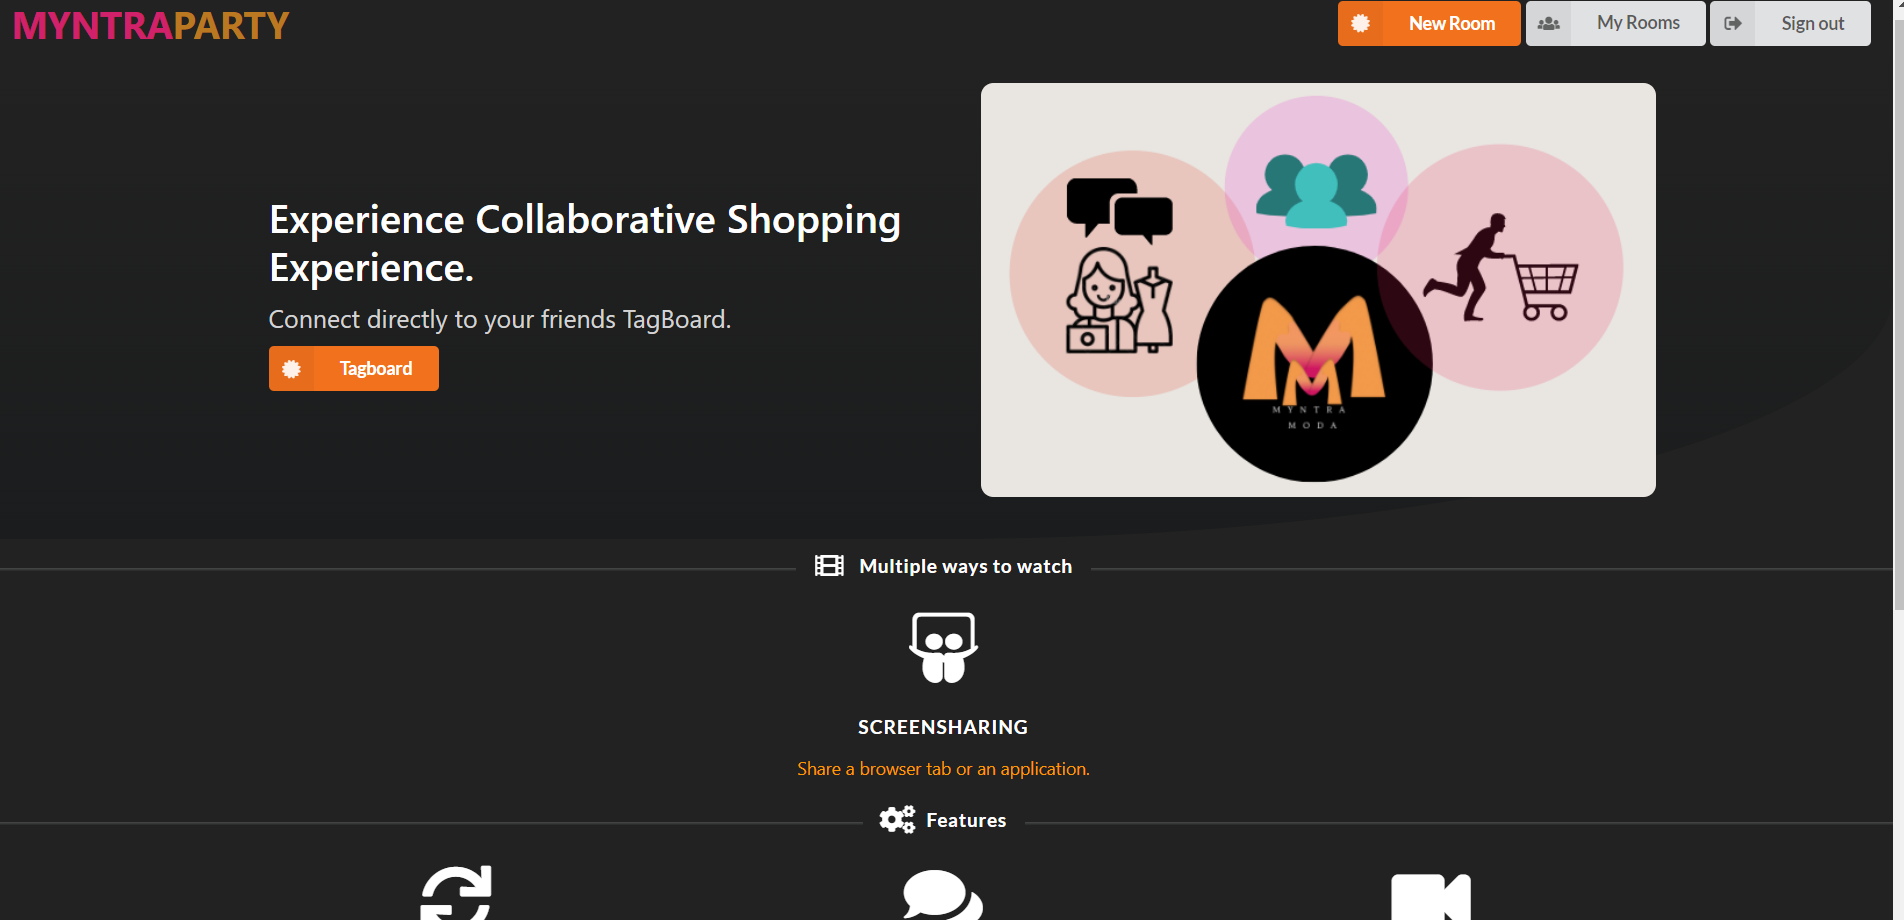 MYNTRAPARTY
New Room
My Rooms
Sign out
Experience Collaborative Shopping
Experience.
Connect directly to your friends TagBoard.
Tagboard
MYNTRA
MODA
Multiple ways to watch
SCREENSHARING
Share a browser tab or an application.
Features